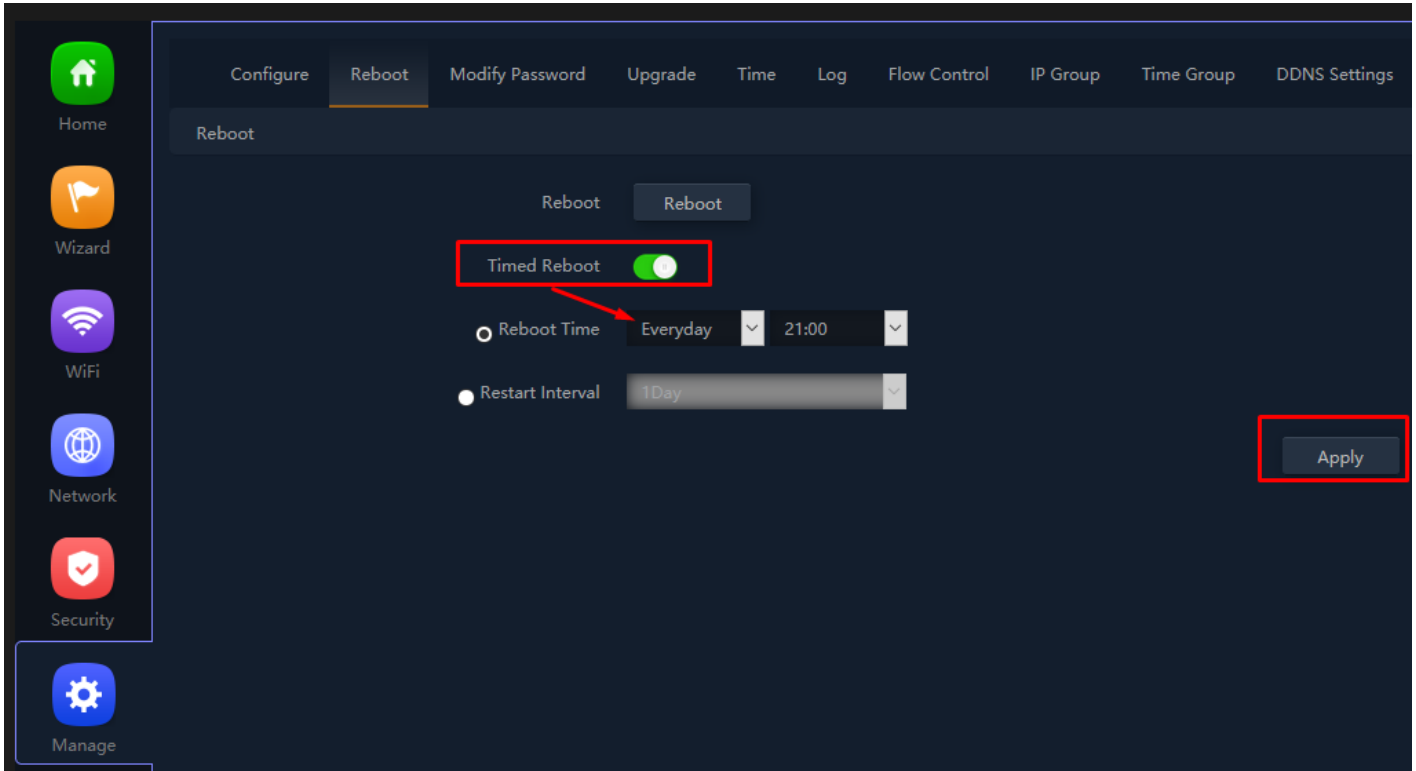 Configure Reboot Modify Password Upgrade Time Log Flow Control IP Group Time Group DDNS Settings
Home
Reboot
Reboot Reboot
Wizard
Timed Reboot
Reboot Time Everyday 21:00
WiFi
Restart Interval 1Day
Apply
Network
Security
Manage